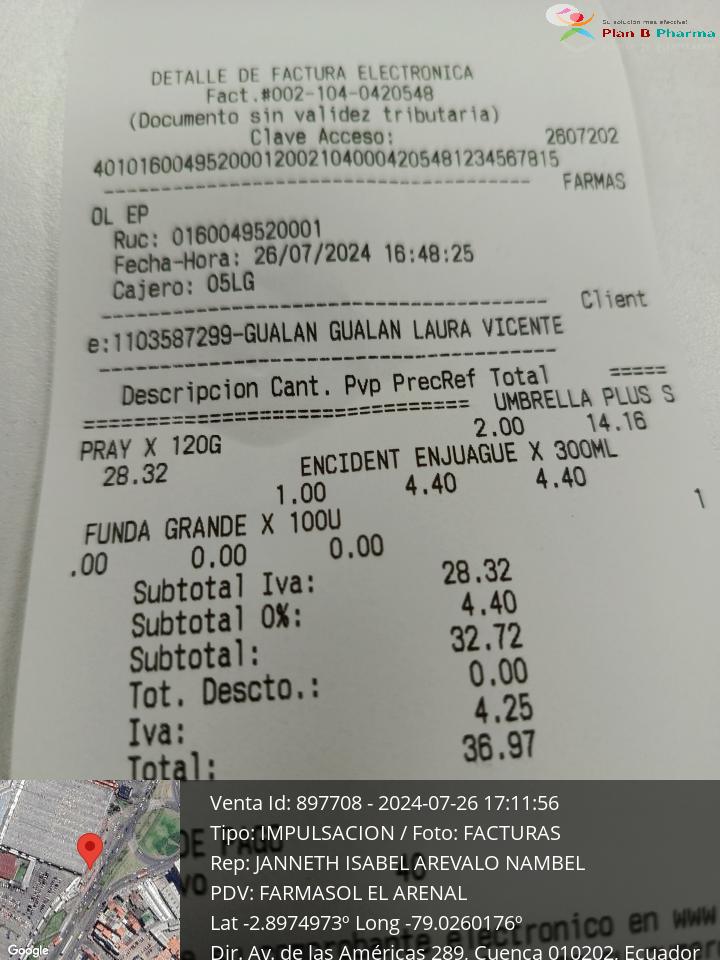 Su solución más efectiva!
Plan B Pharma
DETALLE DE FACTURA ELECTRONICA
Fact.#002-104-0420548
(Documento sin validez tributaria)
Clave Acceso: 2607202
401016004952000120021040004205481234567815
------------------------------------ FARMAS
OL EP
Ruc: 0160049520001
Fecha-Hora: 26/07/2024 16:48:25
Cajero: 05LG
------------------------------------ Client
e:1103587299-GUALAN GUALAN LAURA VICENTE
------------------------------------
Descripcion Cant. Pvp PrecRef Total
=================================== =====
UMBRELLA PLUS S
PRAY X 120G 2.00 14.16
28.32
ENCIDENT ENJUAGUE X 300ML
1.00 4.40 4.40
FUNDA GRANDE X 100U 1
.00 0.00 0.00
Subtotal Iva: 28.32
Subtotal 0%: 4.40
Subtotal: 32.72
Tot. Descto.: 0.00
Iva: 4.25
Total: 36.97
DE PAGO
40
electronico en www
Venta Id: 897708 - 2024-07-26 17:11:56
Tipo: IMPULSACION / Foto: FACTURAS
Rep: JANNETH ISABEL AREVALO NAMBEL
PDV: FARMASOL EL ARENAL
Lat -2.8974973º Long -79.0260176º
Dir. Av. de las Américas 289, Cuenca 010202, Ecuador
Google